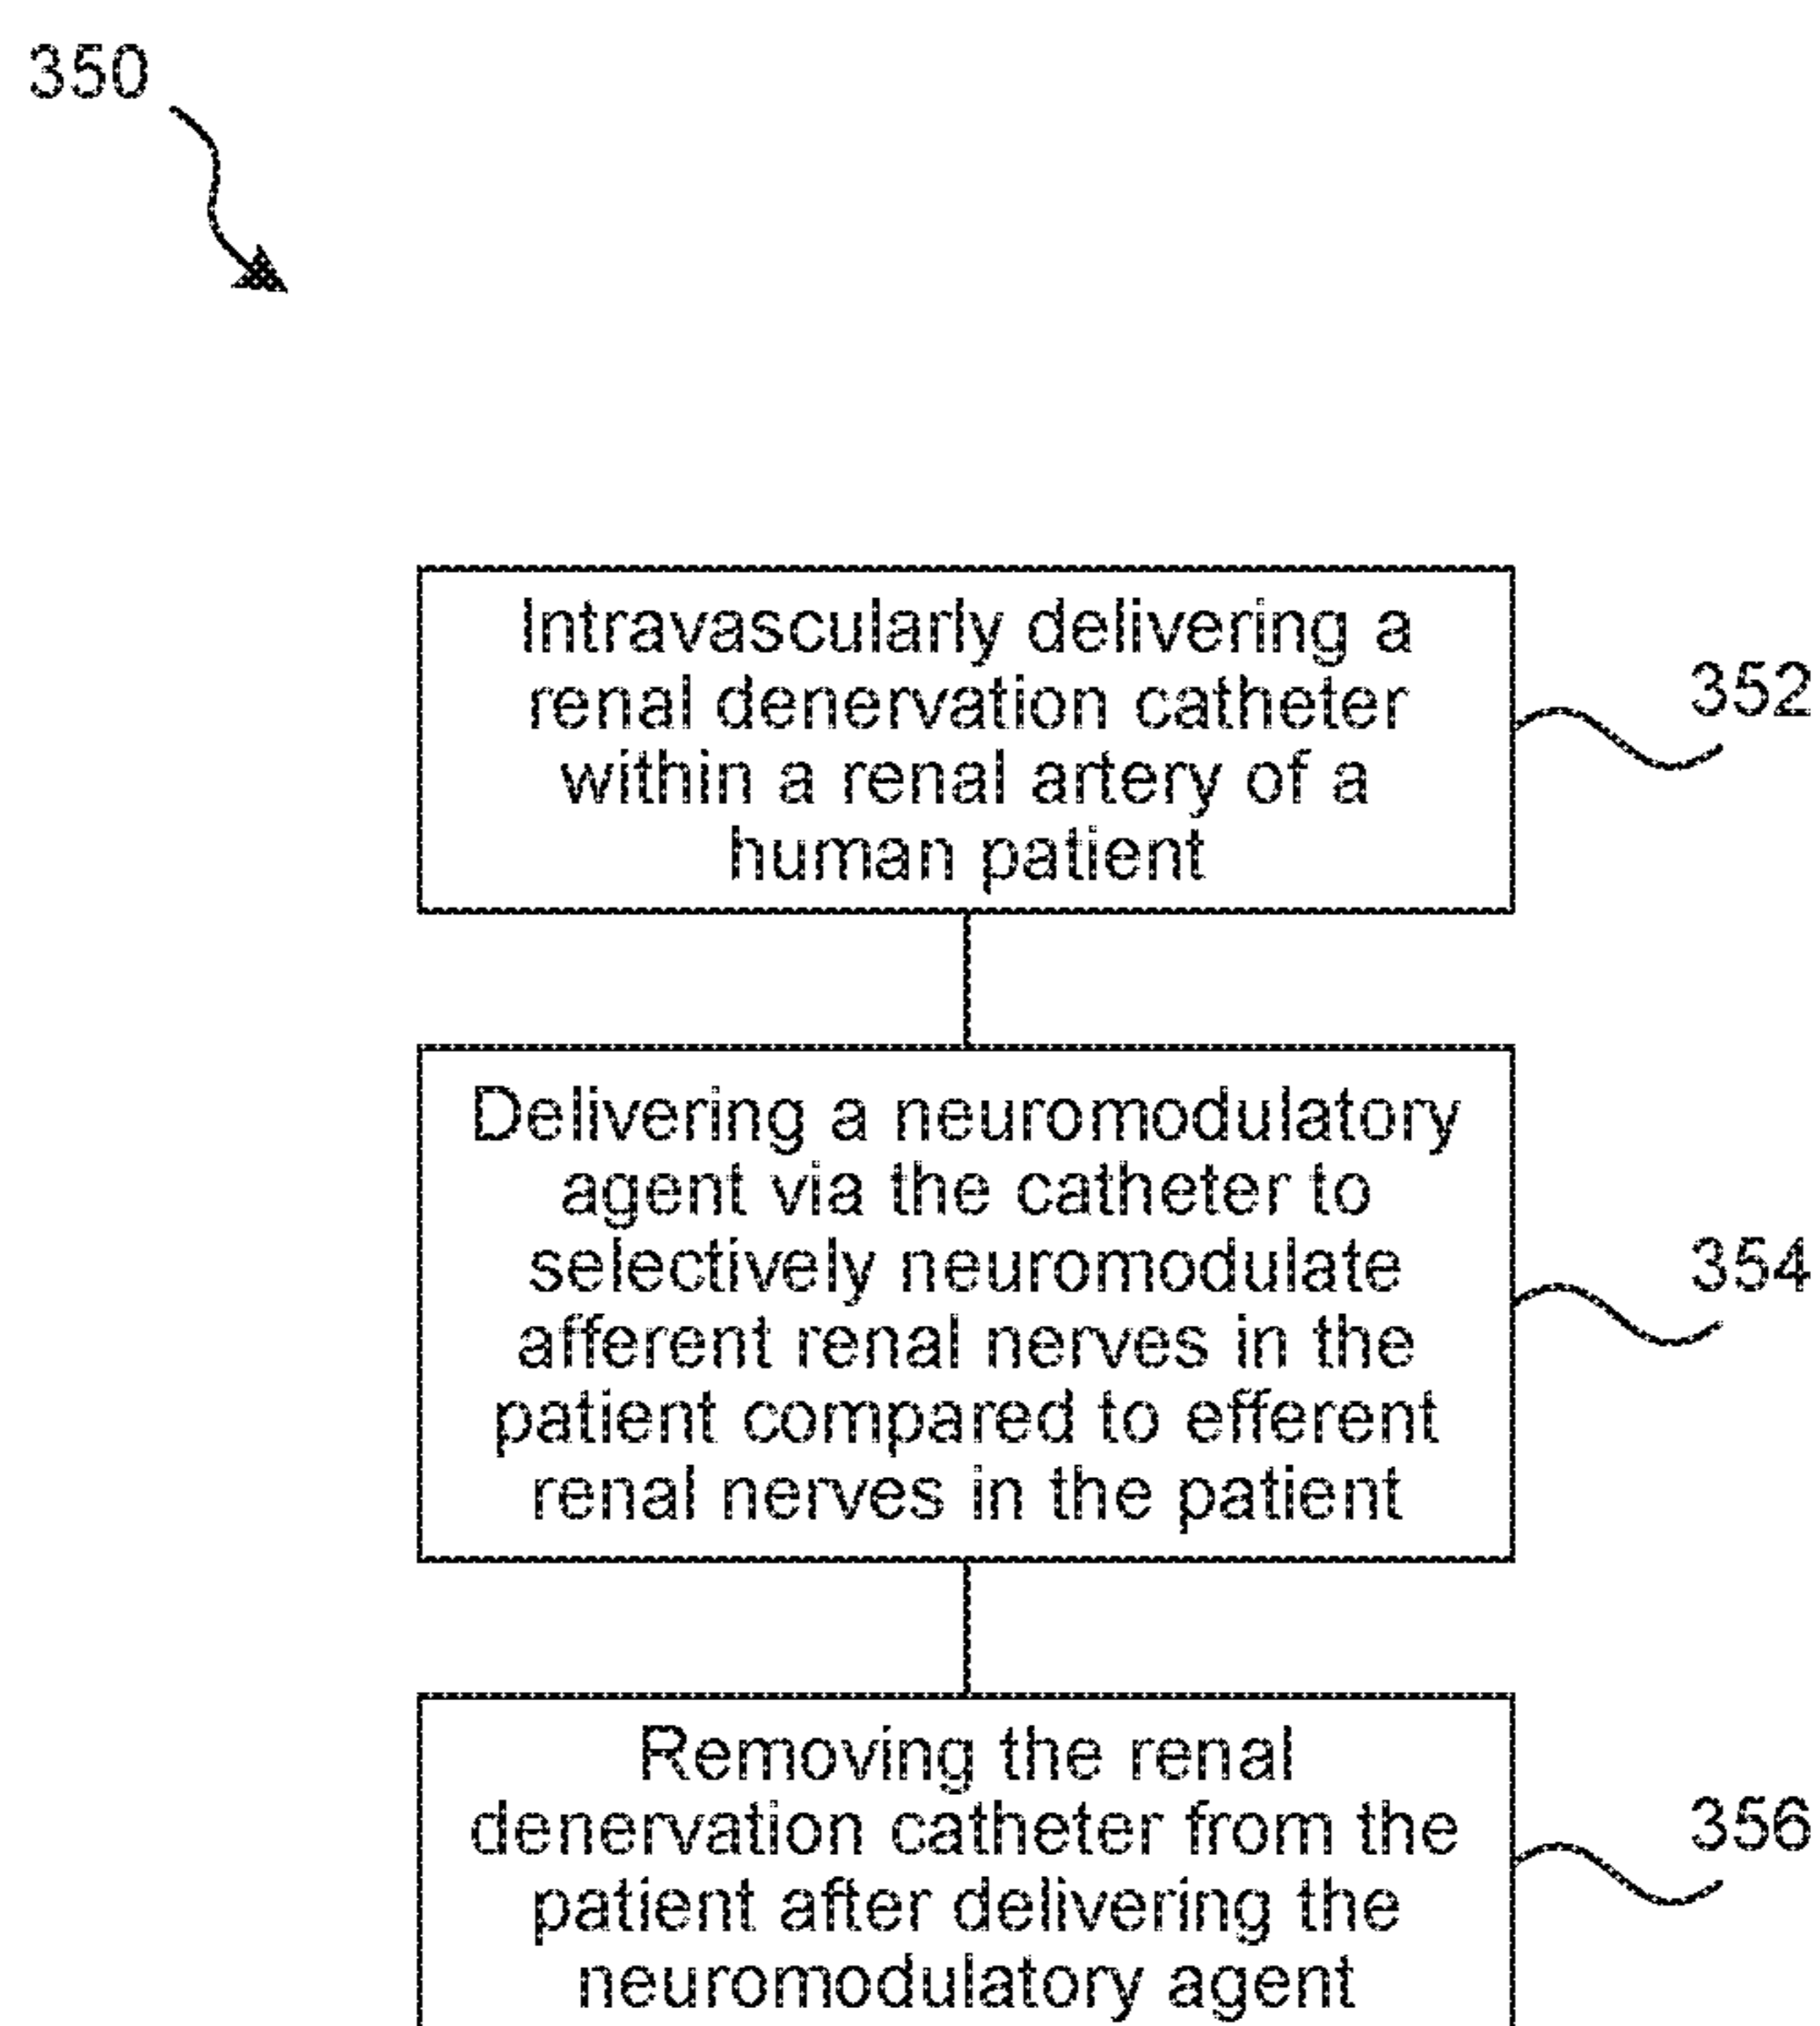 350
Intravascularly delivering a
renal denervation catheter
within a renal artery of a
human patient
352
Delivering a neuromodulatory
agent via the catheter to
selectively neuromodulate
afferent renal nerves in the
patient compared to efferent
renal nerves in the patient
354
Removing the renal
denervation catheter from the
patient after delivering the
neuromodulatory agent
356